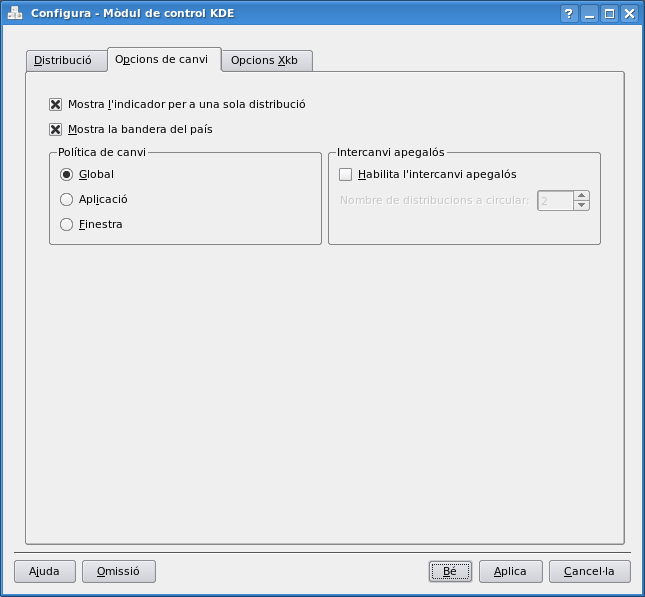 Configura - Mòdul de control KDE
Distribució
Opcions de canvi
Opcions Xkb
Mostra l'indicador per a una sola distribució
Mostra la bandera del país
Política de canvi
Global
Aplicació
Finestra
Intercanvi apegalós
Habilita l'intercanvi apegalós
Nombre de distribucions a circular: 2
Ajuda
Omissió
Bé
Aplica
Cancel·la